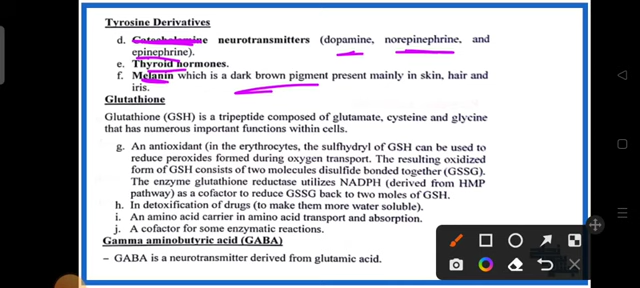 Tyrosine Derivatives
d. Catecholamine neurotransmitters (dopamine, norepinephrine, and
epinephrine).
e. Thyroid hormones.
f. Melanin which is a dark brown pigment present mainly in skin, hair and
iris.
Glutathione
Glutathione (GSH) is a tripeptide composed of glutamate, cysteine and glycine
that has numerous important functions within cells.
g. An antioxidant (in the erythrocytes, the sulfhydryl of GSH can be used to
reduce peroxides formed during oxygen transport. The resulting oxidized
form of GSH consists of two molecules disulfide bonded together (GSSG).
The enzyme glutathione reductase utilizes NADPH (derived from HMP
pathway) as a cofactor to reduce GSSG back to two moles of GSH.
h. In detoxification of drugs (to make them more water soluble).
i. An amino acid carrier in amino acid transport and absorption.
j. A cofactor for some enzymatic reactions.
Gamma aminobutyric acid (GABA)
- GABA is a neurotransmitter derived from glutamic acid.